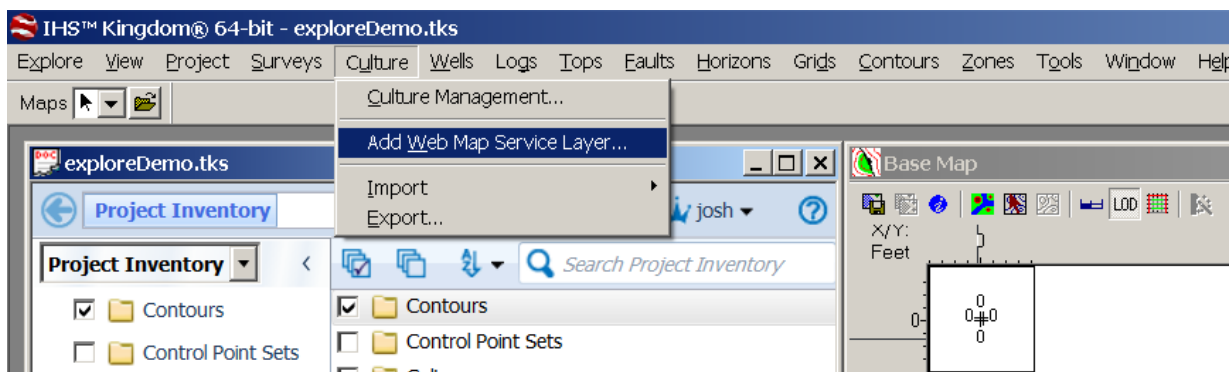 IHS™ Kingdom® 64-bit - exploreDemo.tks
Explore View Project Surveys Culture Wells Logs Tops Faults Horizons Grids Contours Zones Tools Window Help
Maps
Culture Management...
Add Web Map Service Layer...
Import
Export...
exploreDemo.tks
Project Inventory
josh
Project Inventory
Search Project Inventory
Contours
Control Point Sets
Contours
Control Point Sets
Base Map
LOD
X/Y:
Feet
0
0
0 0
0